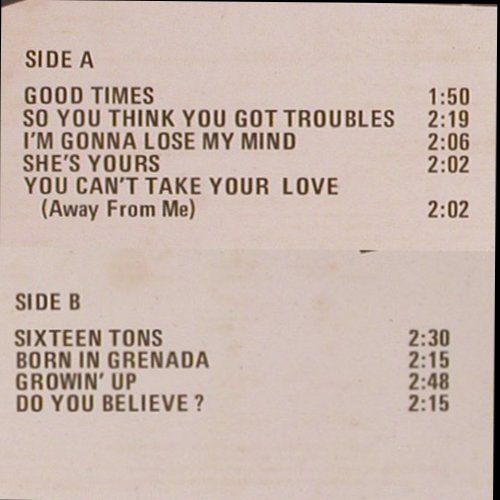 SIDE A
GOOD TIMES 1:50
SO YOU THINK YOU GOT TROUBLES 2:19
I'M GONNA LOSE MY MIND 2:06
SHE'S YOURS 2:02
YOU CAN'T TAKE YOUR LOVE
(Away From Me) 2:02
SIDE B
SIXTEEN TONS 2:30
BORN IN GRENADA 2:15
GROWIN' UP 2:48
DO YOU BELIEVE ? 2:15